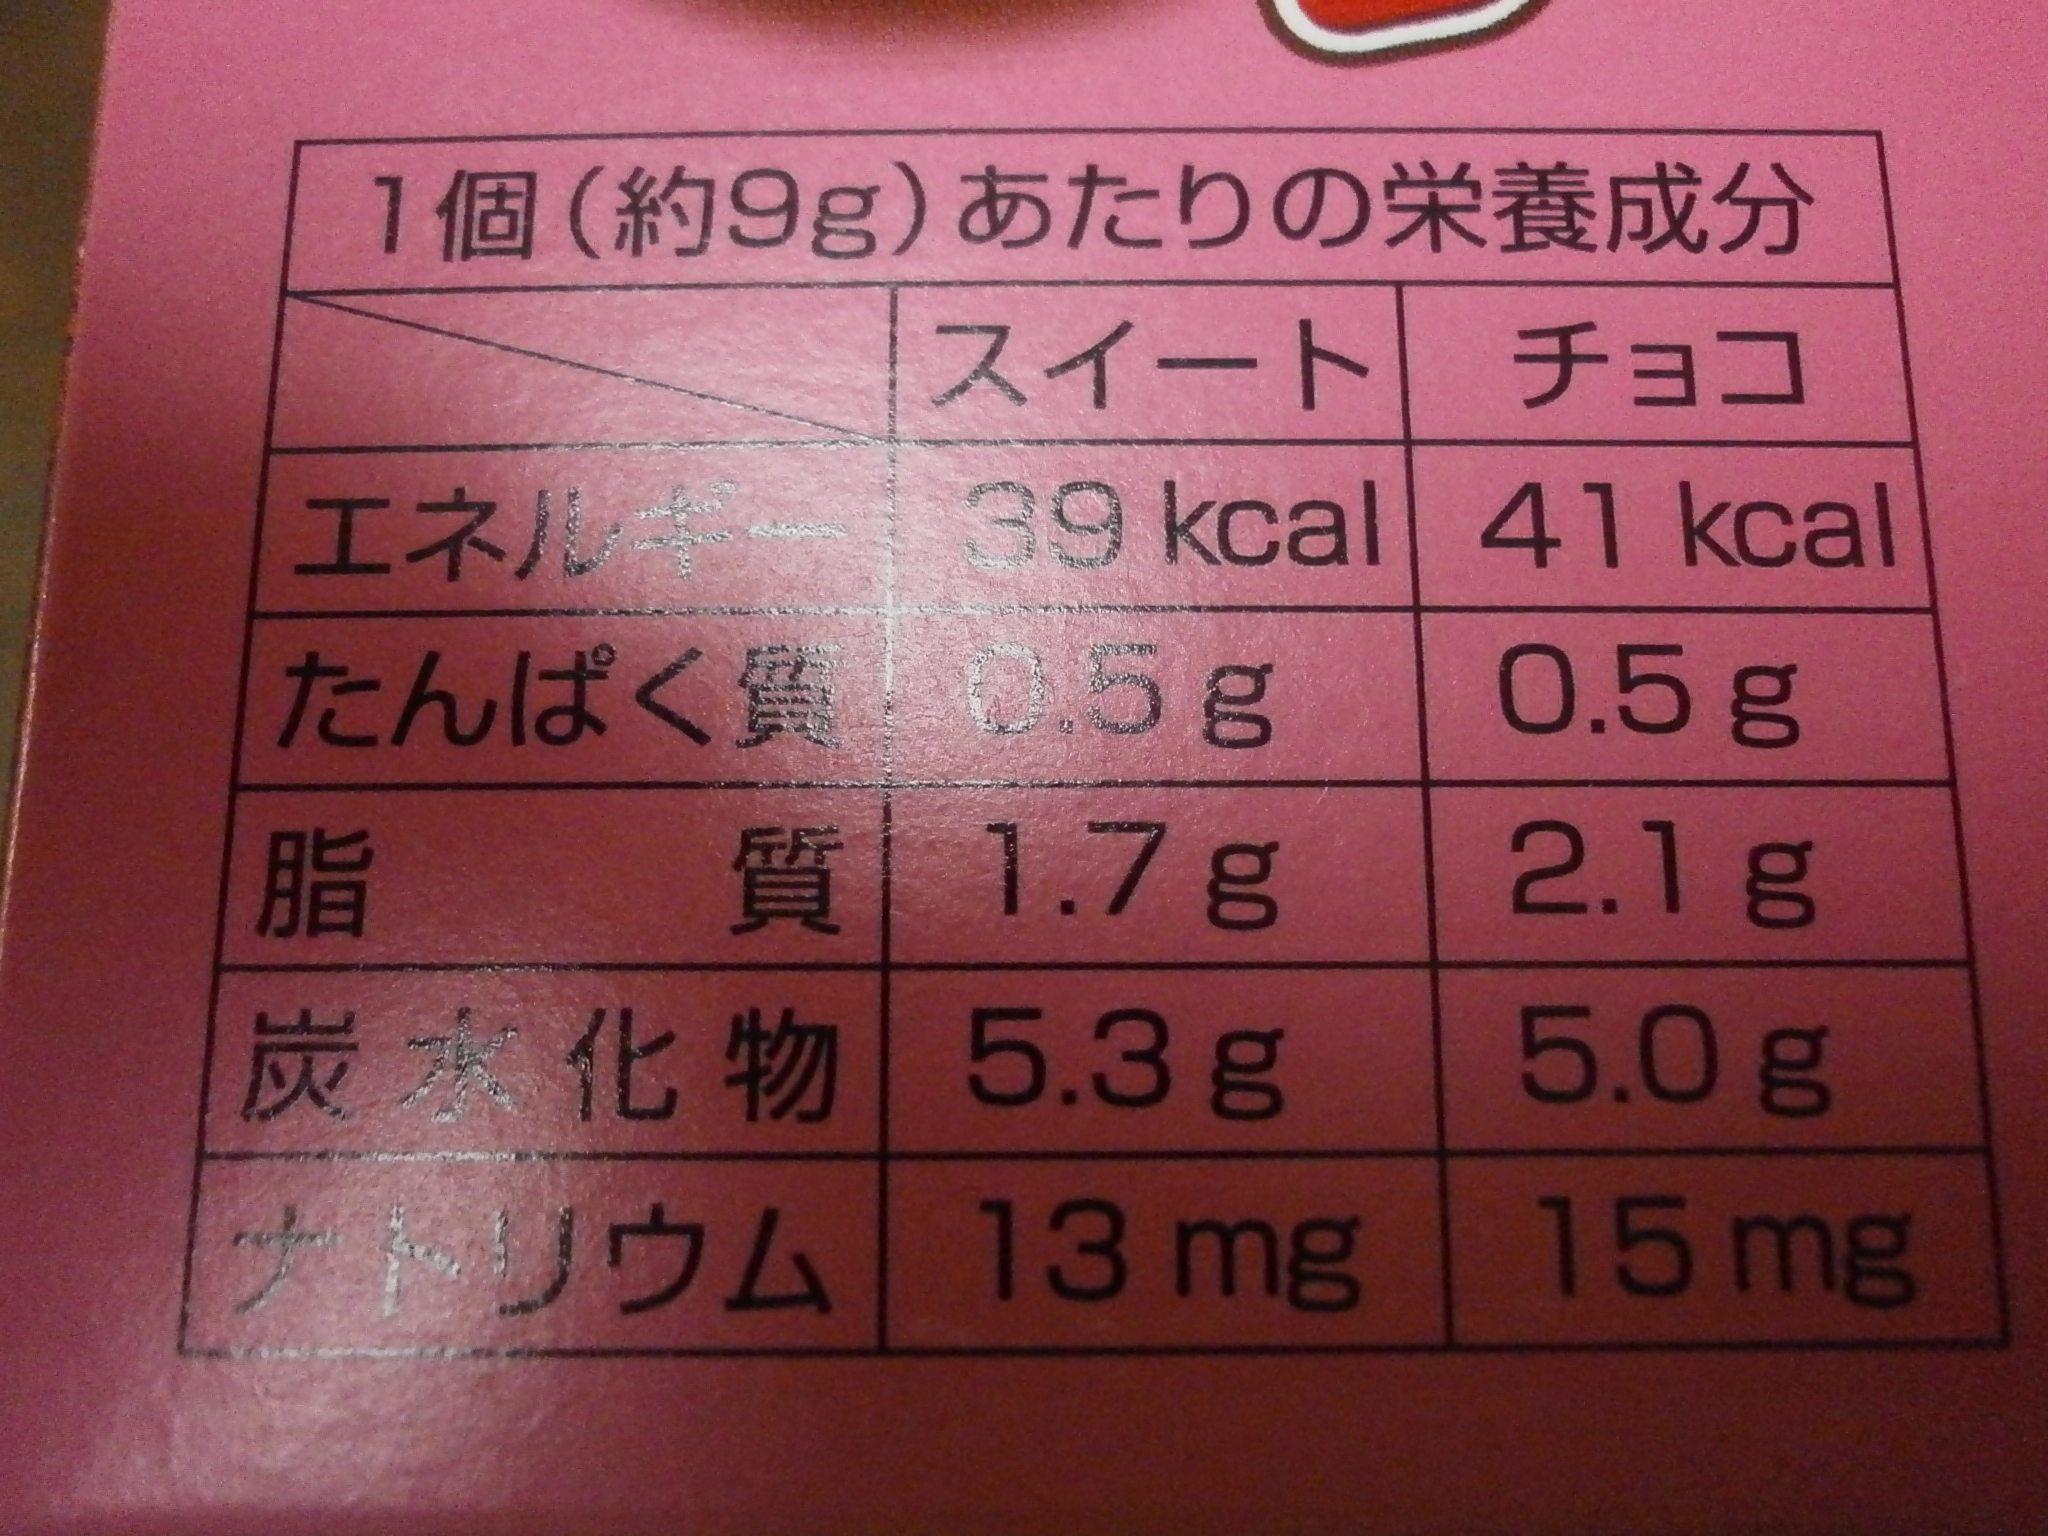 1個(約9g)あたりの栄養成分
スイート チョコ
エネルギー 39 kcal 41 kcal
たんぱく質 0.5 g 0.5 g
脂質 1.7 g 2.1 g
炭水化物 5.3 g 5.0 g
ナトリウム 13 mg 15 mg